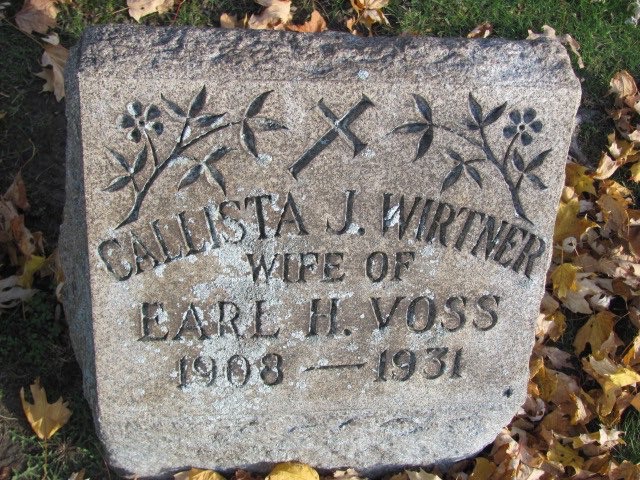 CALLISTA J. WIRTNER
WIFE OF
EARL H. VOSS
1908 — 1931